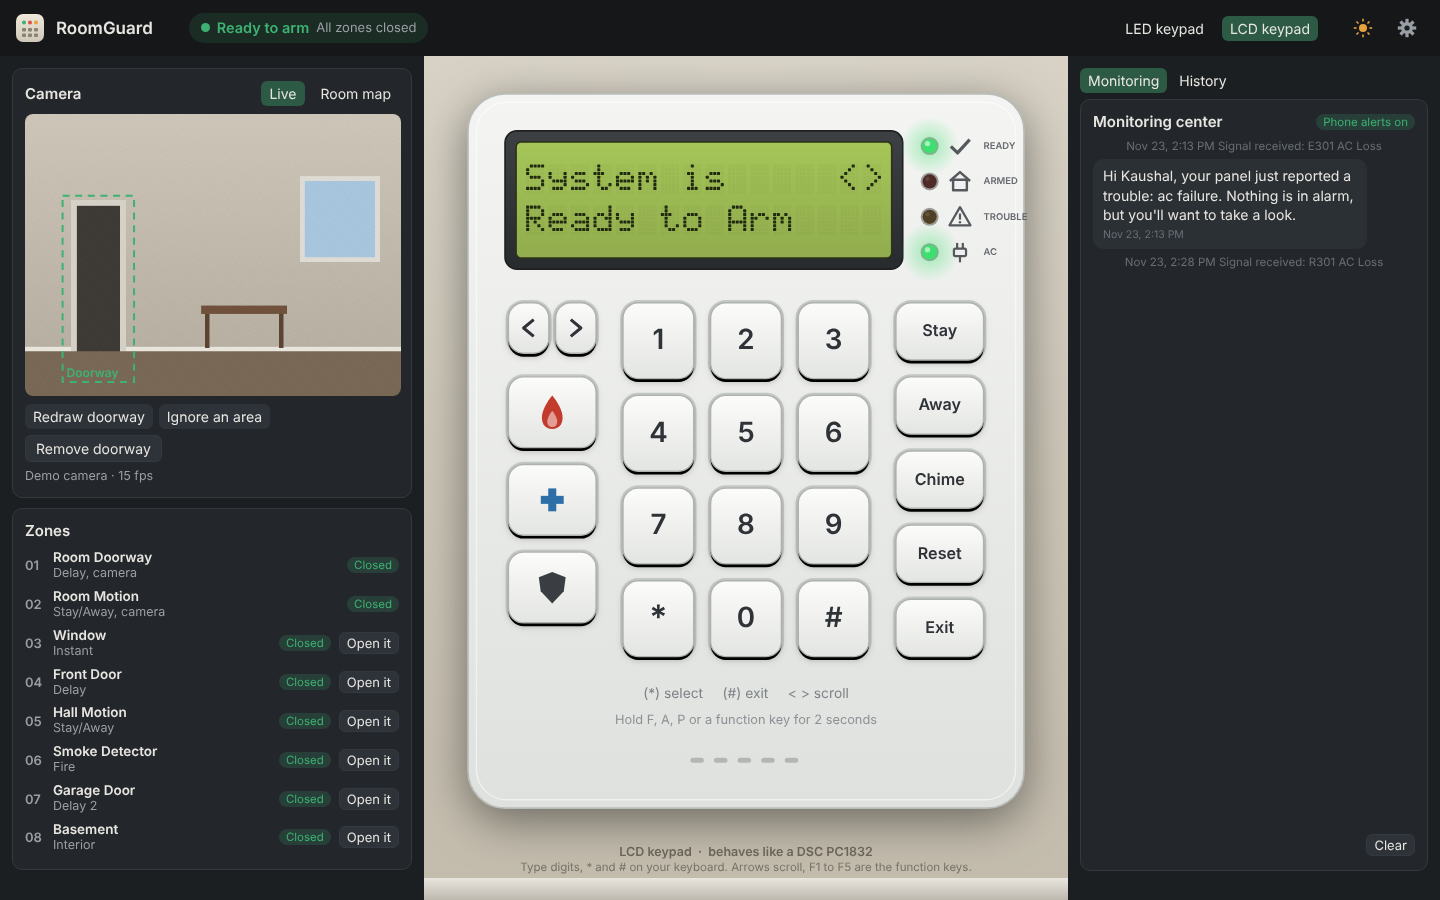 RoomGuard
Ready to arm All zones closed
LED keypad
LCD keypad
Camera
Live
Room map
Doorway
Redraw doorway
Ignore an area
Remove doorway
Demo camera · 15 fps
Zones
01 Room Doorway
Delay, camera
Closed
02 Room Motion
Stay/Away, camera
Closed
03 Window
Instant
Closed Open it
04 Front Door
Delay
Closed Open it
05 Hall Motion
Stay/Away
Closed Open it
06 Smoke Detector
Fire
Closed Open it
07 Garage Door
Delay 2
Closed Open it
08 Basement
Interior
Closed Open it
System is <>
Ready to Arm
READY
ARMED
TROUBLE
AC
< >
1 2 3
4 5 6
7 8 9
* 0 #
Stay
Away
Chime
Reset
Exit
(*) select (#) exit < > scroll
Hold F, A, P or a function key for 2 seconds
LCD keypad · behaves like a DSC PC1832
Type digits, * and # on your keyboard. Arrows scroll, F1 to F5 are the function keys.
Monitoring
History
Monitoring center
Phone alerts on
Nov 23, 2:13 PM Signal received: E301 AC Loss
Hi Kaushal, your panel just reported a
trouble: ac failure. Nothing is in alarm,
but you'll want to take a look.
Nov 23, 2:13 PM
Nov 23, 2:28 PM Signal received: R301 AC Loss
Clear